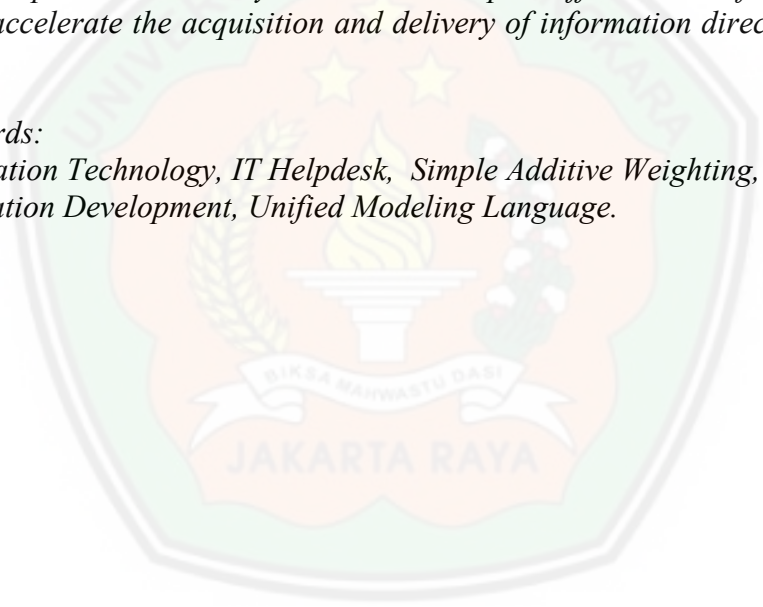 accelerate the acquisition and delivery of information direc
rds:
ation Technology, IT Helpdesk, Simple Additive Weighting,
ation Development, Unified Modeling Language.
BIKSA MAHWASTU DASI
JAKARTA RAYA